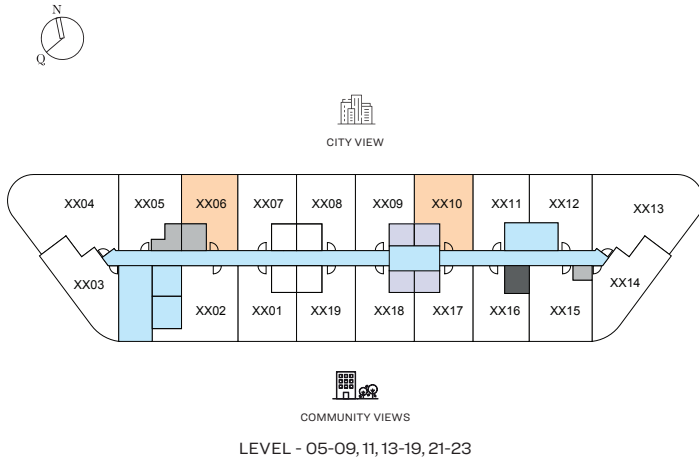 N
Q
CITY VIEW
XX04
XX05
XX06
XX07
XX08
XX09
XX10
XX11
XX12
XX13
XX03
XX14
XX02
XX01
XX19
XX18
XX17
XX16
XX15
COMMUNITY VIEWS
LEVEL - 05-09, 11, 13-19, 21-23